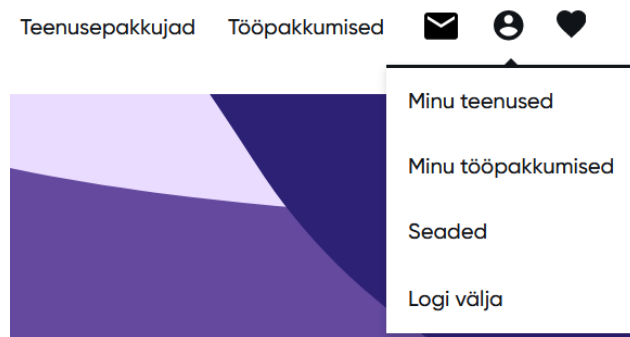 Teenusepakkujad Tööpakkumised
Minu teenused
Minu tööpakkumised
Seaded
Logi välja